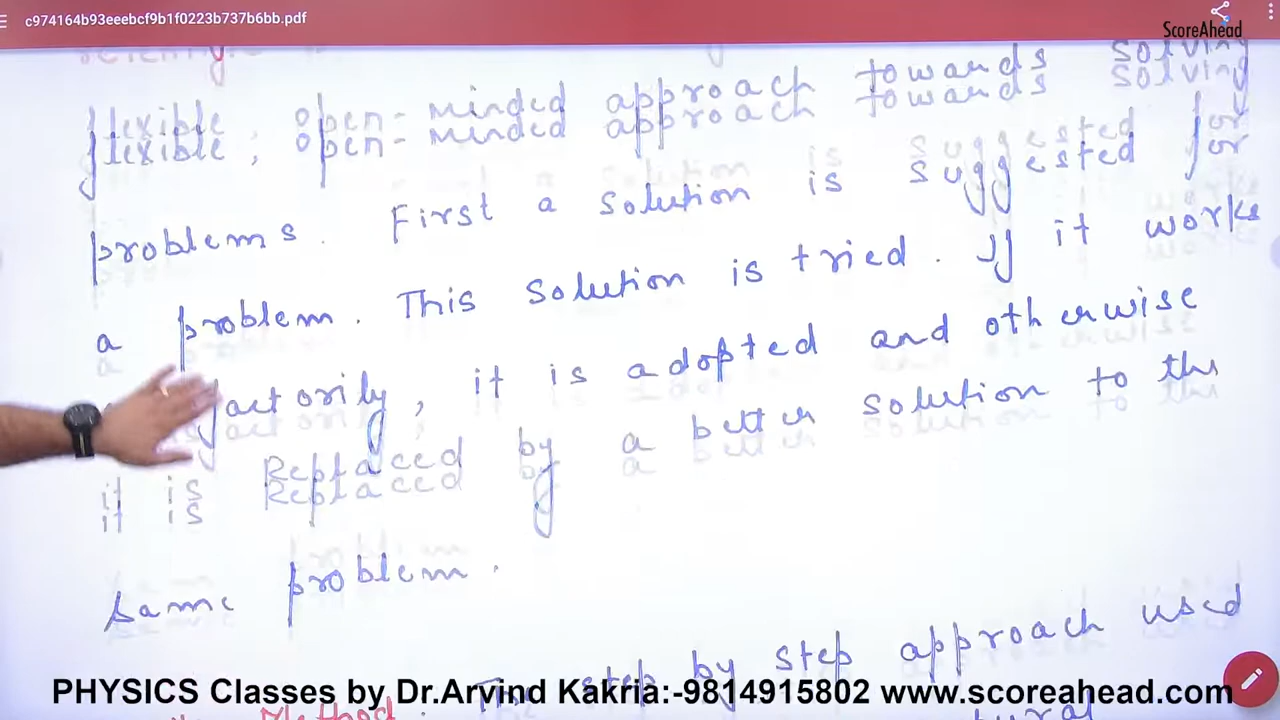 c974164b93eeebcf9b1f0223b737b6bb.pdf
ScoreAhead
flexible, open-minded approach towards solving
problems. First a solution is suggested for
a problem. This solution is tried. If it works
it is adopted and otherwise
it is Replaced by a better solution to the
same problem.
The step by step approach used
Method.
PHYSICS Classes by Dr.Arvind Kakria:-9814915802 www.scoreahead.com